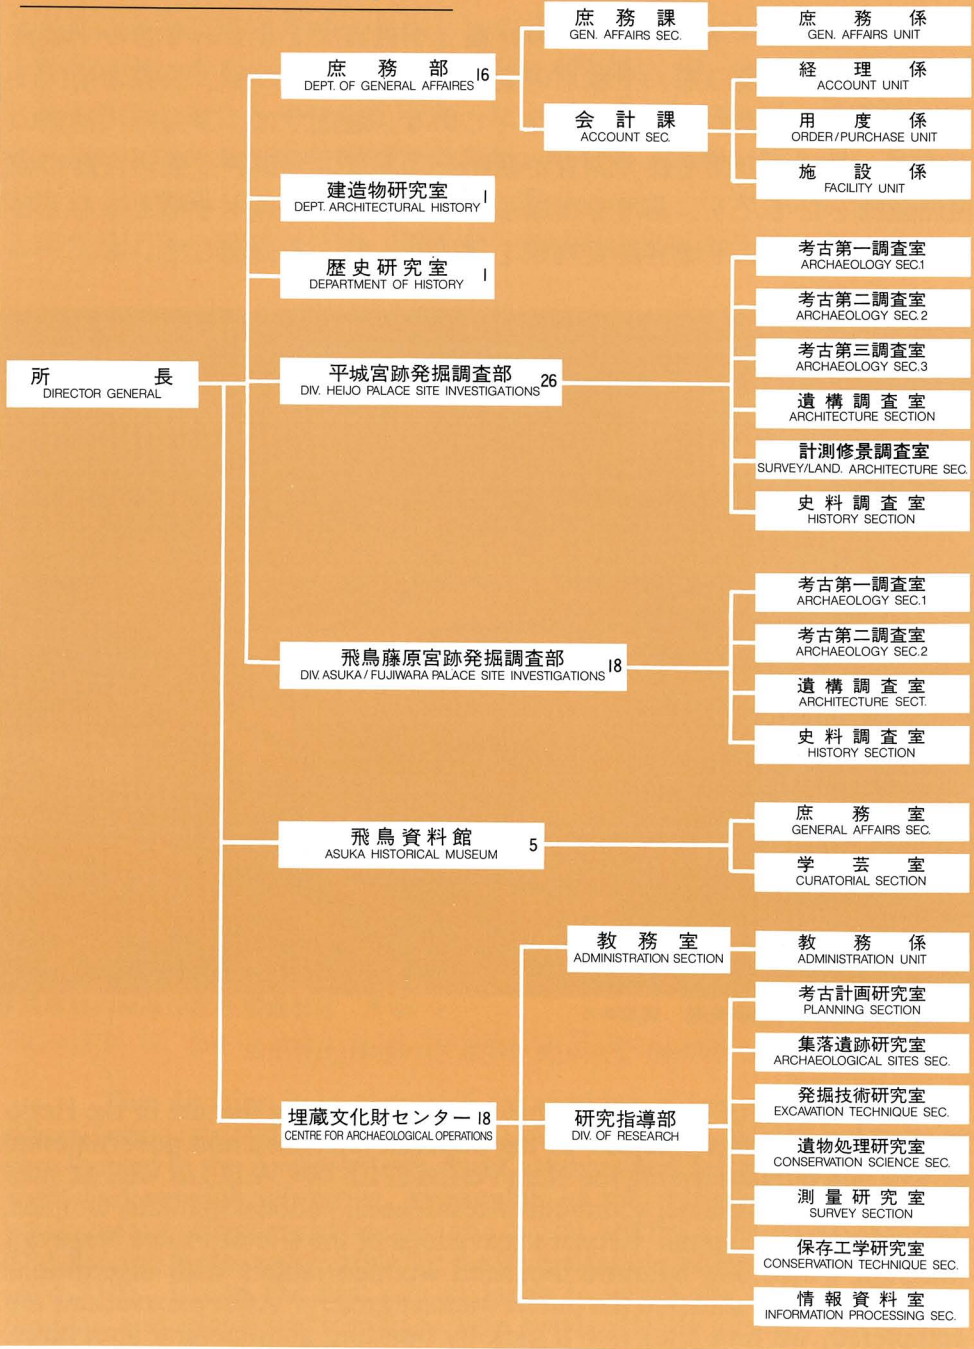 所長
DIRECTOR GENERAL
庶務部 16
DEPT. OF GENERAL AFFAIRES
庶務課
GEN. AFFAIRS SEC.
庶務係
GEN. AFFAIRS UNIT
会計課
ACCOUNT SEC.
経理係
ACCOUNT UNIT
用度係
ORDER/PURCHASE UNIT
施設係
FACILITY UNIT
建造物研究室 1
DEPT. ARCHITECTURAL HISTORY
歴史研究室 1
DEPARTMENT OF HISTORY
平城宮跡発掘調査部 26
DIV. HEIJO PALACE SITE INVESTIGATIONS
考古第一調査室
ARCHAEOLOGY SEC.1
考古第二調査室
ARCHAEOLOGY SEC.2
考古第三調査室
ARCHAEOLOGY SEC.3
遺構調査室
ARCHITECTURE SECTION
計測修景調査室
SURVEY/LAND. ARCHITECTURE SEC.
史料調査室
HISTORY SECTION
飛鳥藤原宮跡発掘調査部 18
DIV. ASUKA / FUJIWARA PALACE SITE INVESTIGATIONS
考古第一調査室
ARCHAEOLOGY SEC.1
考古第二調査室
ARCHAEOLOGY SEC.2
遺構調査室
ARCHITECTURE SECT.
史料調査室
HISTORY SECTION
飛鳥資料館 5
ASUKA HISTORICAL MUSEUM
庶務室
GENERAL AFFAIRS SEC.
学芸室
CURATORIAL SECTION
埋蔵文化財センター 18
CENTRE FOR ARCHAEOLOGICAL OPERATIONS
教務室
ADMINISTRATION SECTION
教務係
ADMINISTRATION UNIT
研究指導部
DIV. OF RESEARCH
考古計画研究室
PLANNING SECTION
集落遺跡研究室
ARCHAEOLOGICAL SITES SEC.
発掘技術研究室
EXCAVATION TECHNIQUE SEC.
遺物処理研究室
CONSERVATION SCIENCE SEC.
測量研究室
SURVEY SECTION
保存工学研究室
CONSERVATION TECHNIQUE SEC.
情報資料室
INFORMATION PROCESSING SEC.